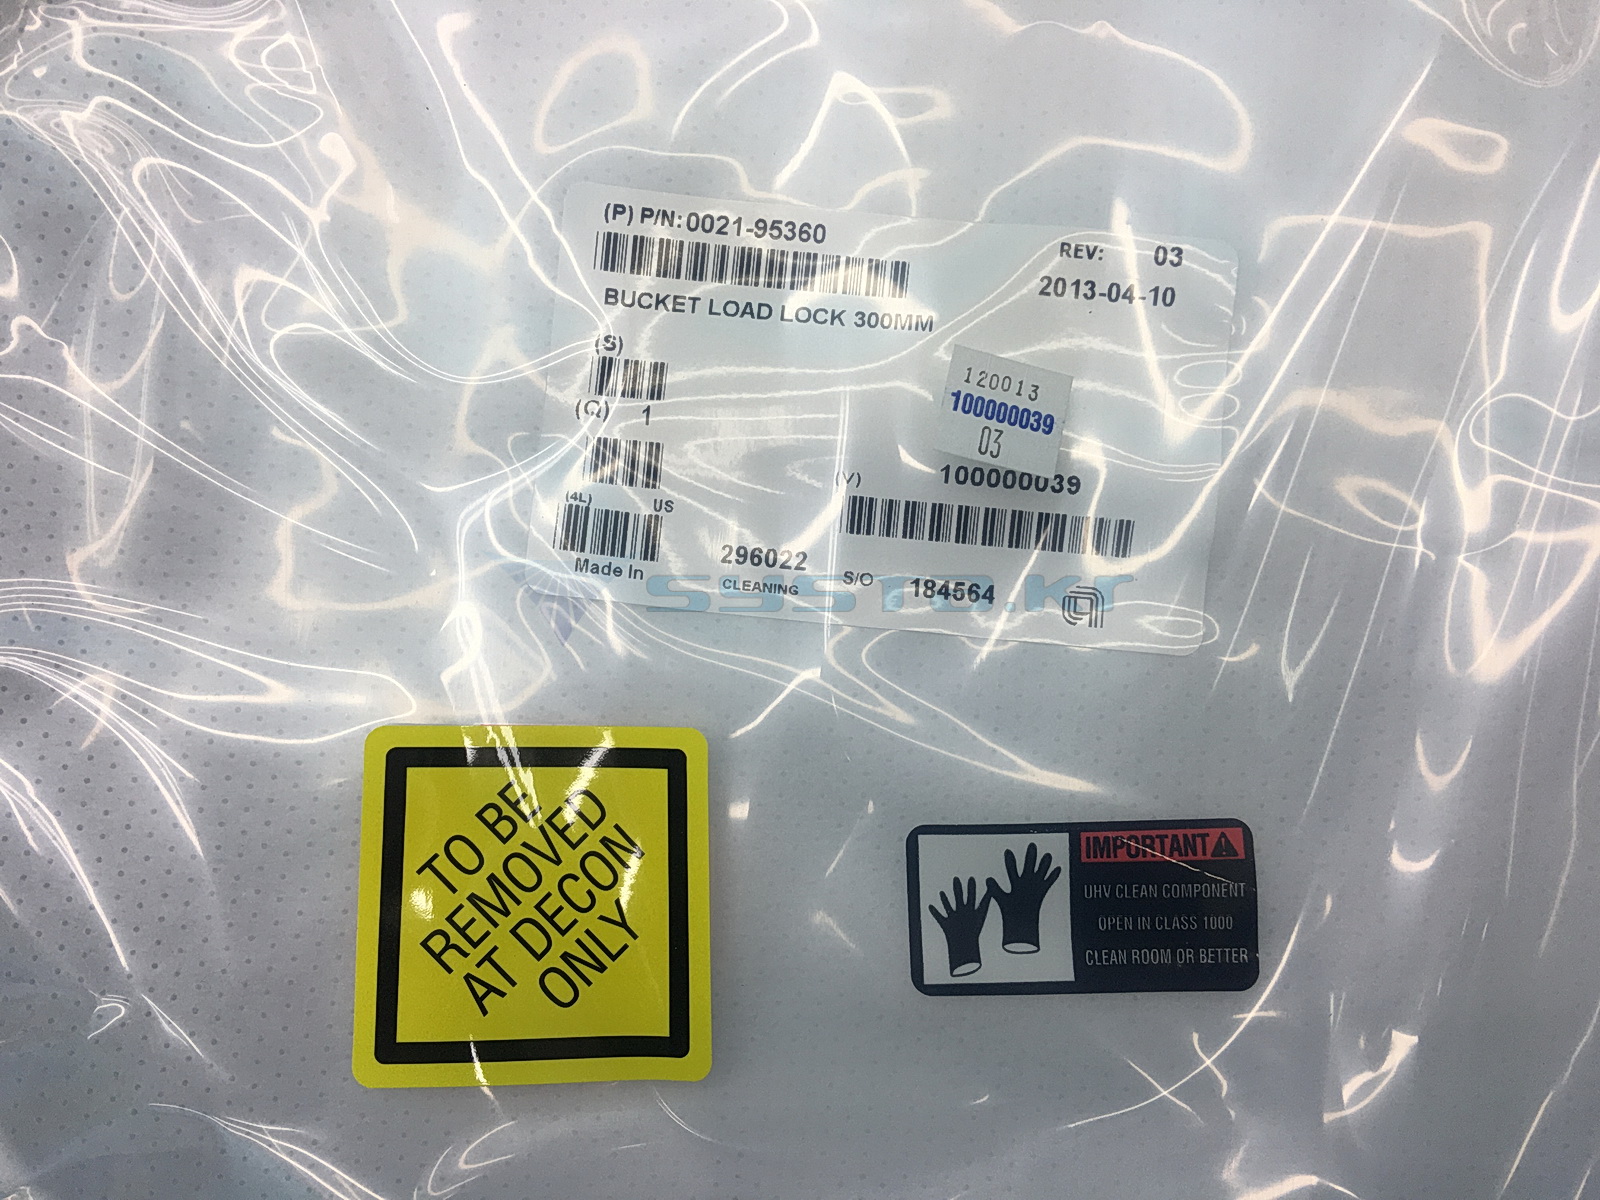 (P) P/N: 0021-95360
REV: 03
2013-04-10
BUCKET LOAD LOCK 300MM
(S)
120013
100000039
03
(Q) 1
(V) 100000039
(4L) US
Made In
296022
CLEANING
S/O 184564
SSSTO.kr
TO BE
REMOVED
AT DECON
ONLY
IMPORTANT
UHV CLEAN COMPONENT
OPEN IN CLASS 1000
CLEAN ROOM OR BETTER